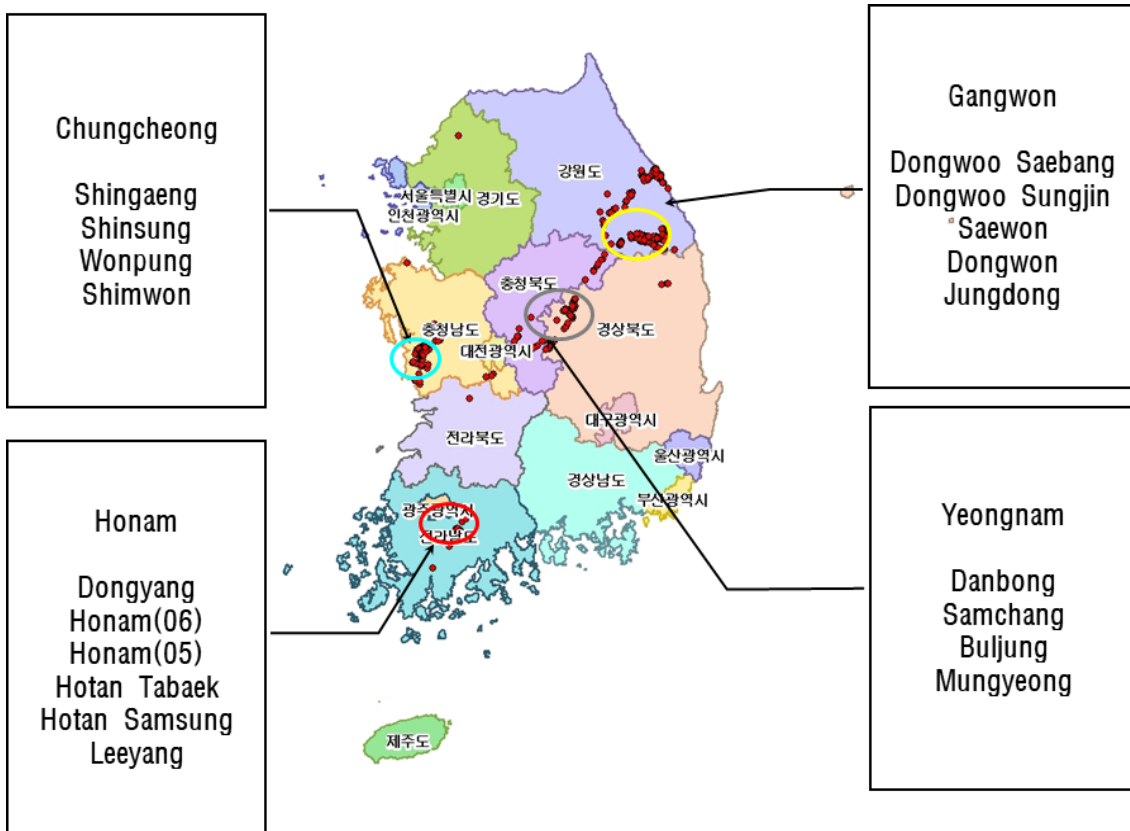 Chungcheong
Shingaeng
Shinsung
Wonpung
Shimwon
Gangwon
Dongwoo Saebang
Dongwoo Sungjin
Saewon
Dongwon
Jungdong
강원도
서울특별시
경기도
인천광역시
충청북도
충청남도
대전광역시
경상북도
대구광역시
전라북도
울산광역시
경상남도
부산광역시
광주광역시
전라남도
제주도
Honam
Dongyang
Honam(06)
Honam(05)
Hotan Tabaek
Hotan Samsung
Leeyang
Yeongnam
Danbong
Samchang
Buljung
Mungyeong